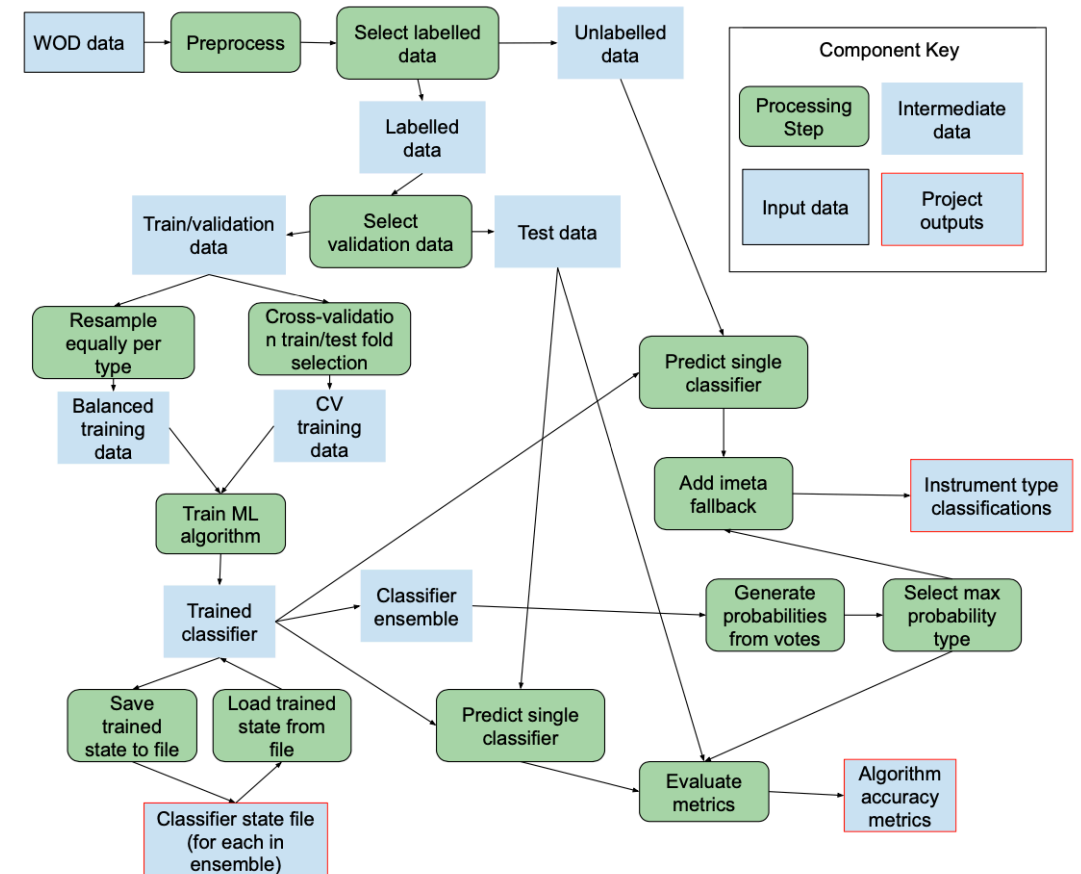 WOD data
Preprocess
Select labelled
data
Unlabelled
data
Component Key
Processing
Step
Intermediate
data
Input data
Project
outputs
Labelled
data
Train/validation
data
Select
validation data
Test data
Resample
equally per
type
Cross-validatio
n train/test fold
selection
Predict single
classifier
Balanced
training
data
CV
training
data
Add imeta
fallback
Instrument type
classifications
Train ML
algorithm
Trained
classifier
Classifier
ensemble
Generate
probabilities
from votes
Select max
probability
type
Save
trained
state to file
Load trained
state from
file
Predict single
classifier
Evaluate
metrics
Algorithm
accuracy
metrics
Classifier state file
(for each in
ensemble)